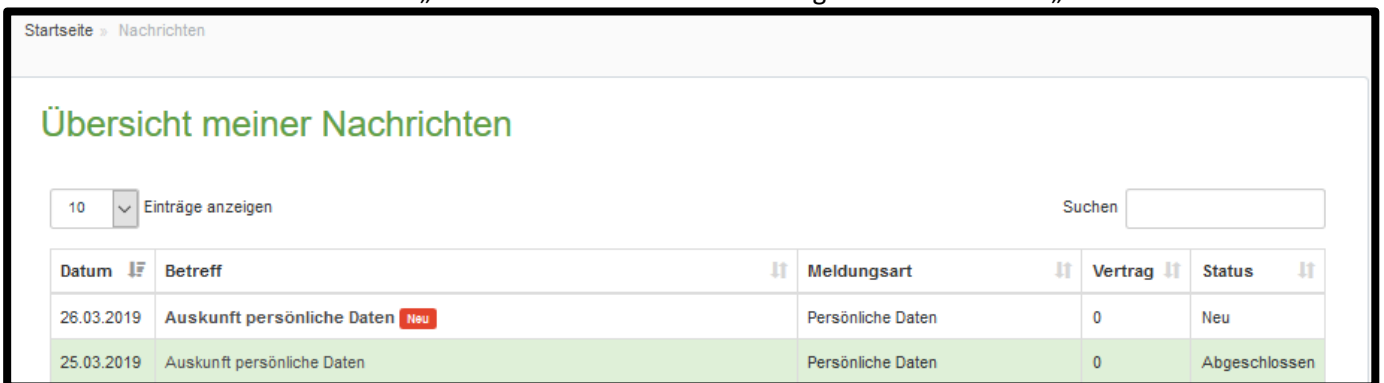 Startseite » Nachrichten
Übersicht meiner Nachrichten
10 Einträge anzeigen Suchen
Datum Betreff Meldungsart Vertrag Status
26.03.2019 Auskunft persönliche Daten Neu Persönliche Daten 0 Neu
25.03.2019 Auskunft persönliche Daten Persönliche Daten 0 Abgeschlossen